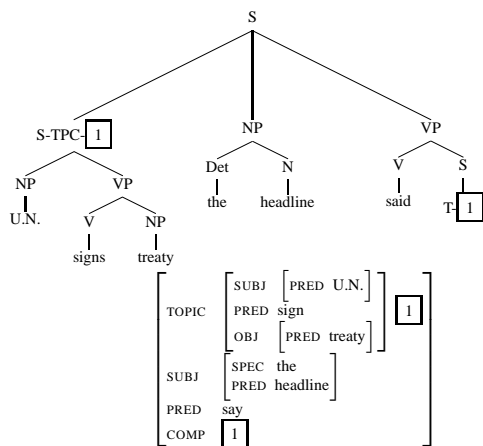 S
S-TPC- 1 NP VP
NP VP Det N V S
U.N. V NP the headline said T- 1
signs treaty
SUBJ [PRED U.N.]
TOPIC PRED sign 1
OBJ [PRED treaty]
SUBJ SPEC the
PRED headline
PRED say
COMP 1